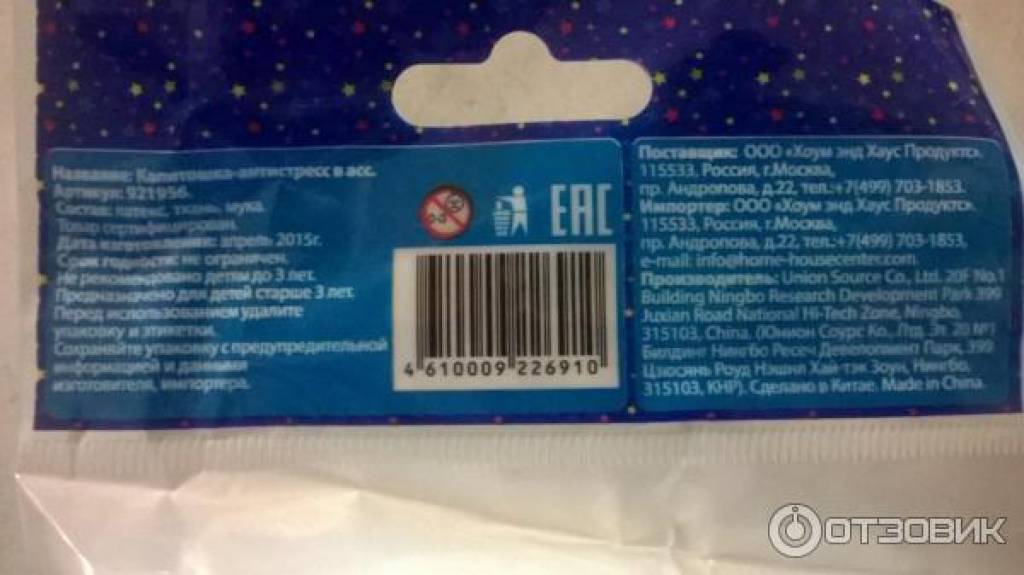 Название: Капитошка-антистресс в асс.
Артикул: 921956.
Состав: латекс, ткань, мука.
Товар сертифицирован.
Дата изготовления: апрель 2015г.
Срок годности: не ограничен.
Не рекомендовано детям до 3 лет.
Предназначено для детей старше 3 лет.
Перед использованием удалите
упаковку и этикетки.
Сохраняйте упаковку с предупредительной
информацией и данными
изготовителя, импортера.
EAC
4 610009 226910
Поставщик: ООО «Хоум энд Хаус Продуктс»,
115533, Россия, г.Москва,
пр. Андропова, д.22, тел.:+7(499) 703-1853.
Импортер: ООО «Хоум энд Хаус Продуктс»,
115533, Россия, г.Москва,
пр. Андропова, д.22, тел.:+7(499) 703-1853,
e-mail: info@home-housecenter.com.
Производитель: Union Source Co., Ltd. 20F No.1
Building Ningbo Research Development Park 399
Juxian Road National Hi-Tech Zone, Ningbo,
315103, China. (Юнион Соурс Ко., Лтд. Эт. 20 №1
Билдинг Нингбо Ресеч Девелопмент Парк, 399
Цзюсянь Роуд Нэшнл Хай-тэк Зоун, Нингбо,
315103, КНР). Сделано в Китае. Made in China.
ОТЗОВИК